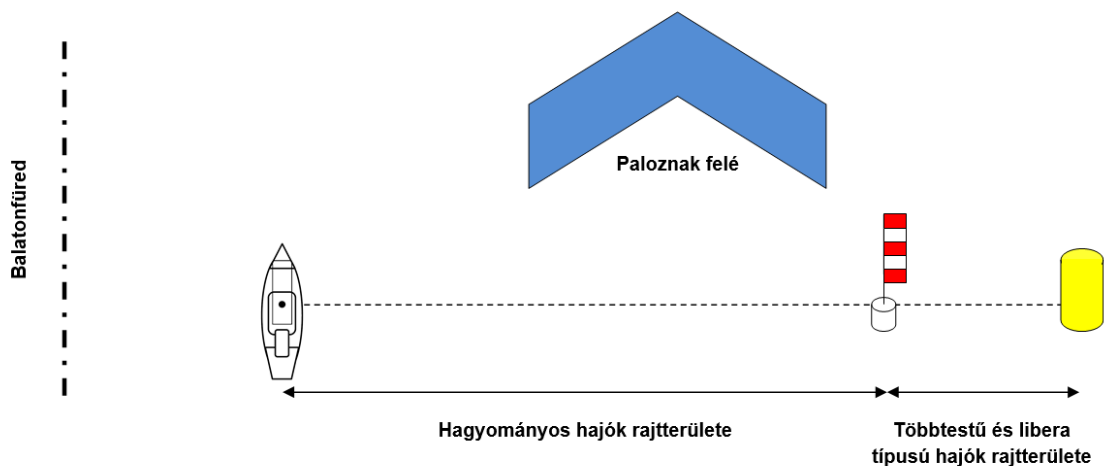 Balatonfüred
Paloznak felé
Hagyományos hajók rajtterülete
Többtestű és libera
típusú hajók rajtterülete